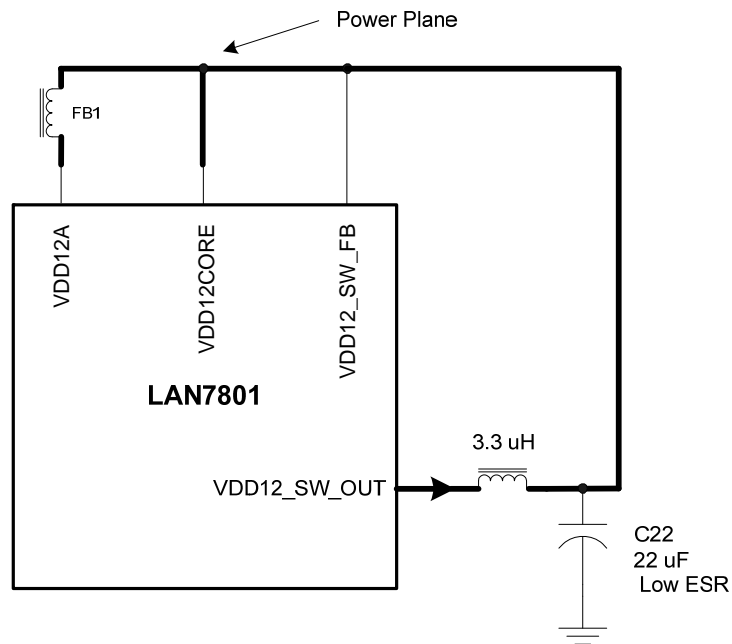 Power Plane
FB1
VDD12A
VDD12CORE
VDD12_SW_FB
LAN7801
3.3 uH
VDD12_SW_OUT
C22
22 uF
Low ESR